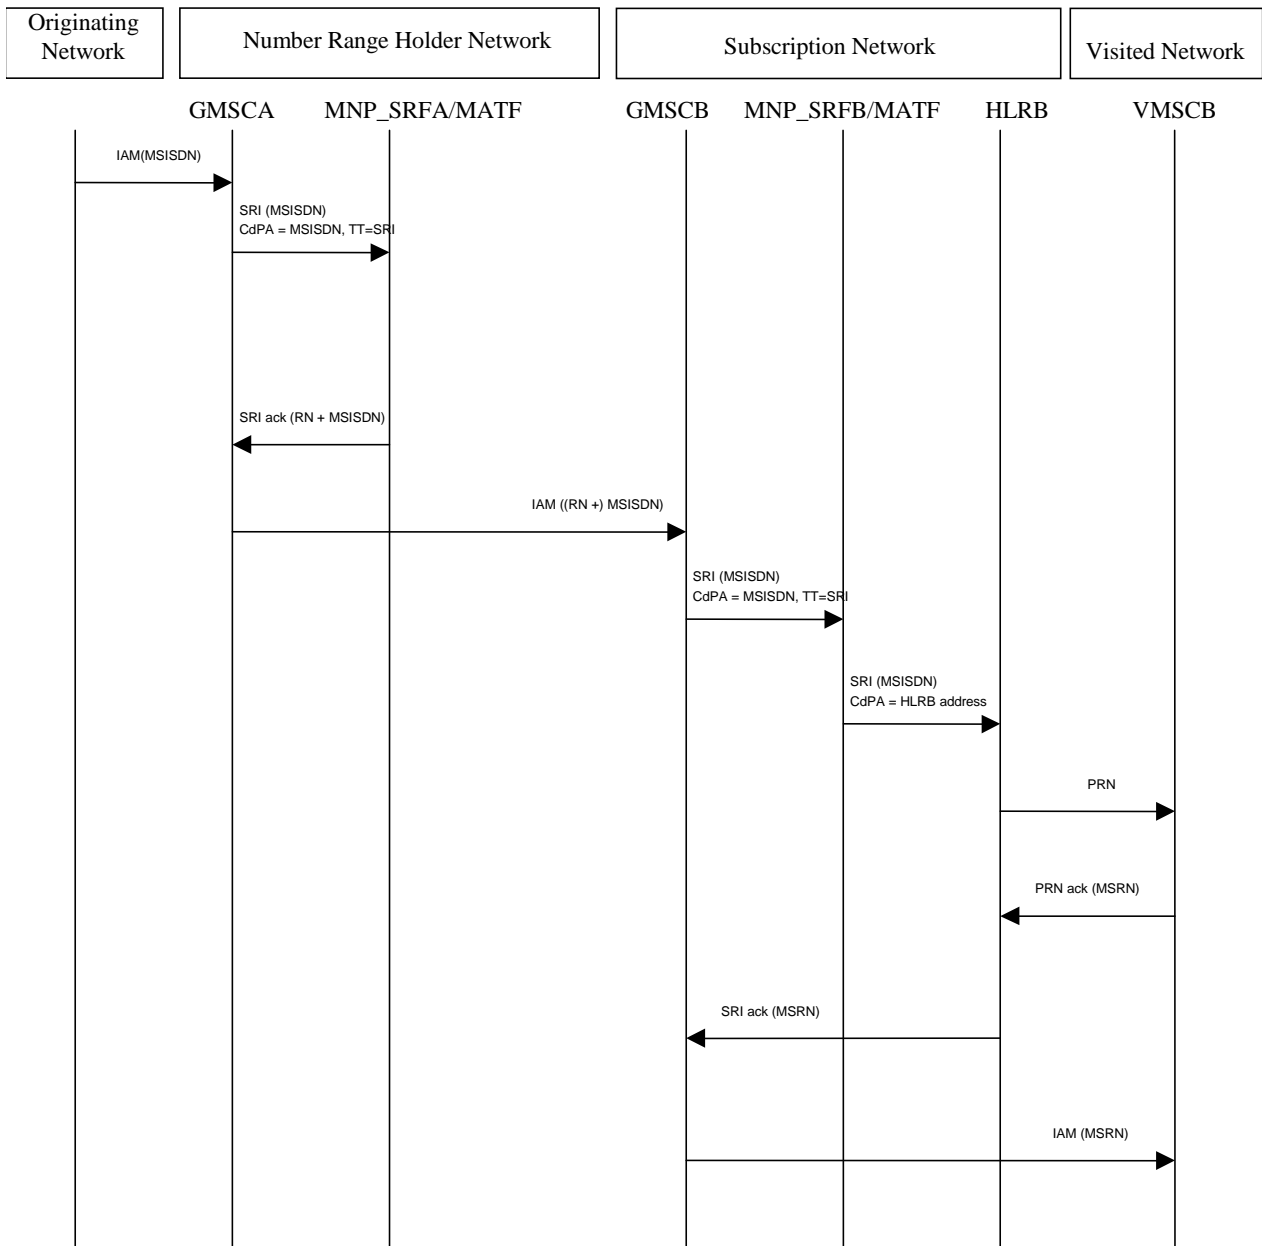 Originating
Network
Number Range Holder Network
Subscription Network
Visited Network
GMSCA
MNP_SRFA/MATF
GMSCB
MNP_SRFB/MATF
HLRB
VMSCB
IAM(MSISDN)
SRI (MSISDN)
CdPA = MSISDN, TT=SRI
SRI ack (RN + MSISDN)
IAM ((RN +) MSISDN)
SRI (MSISDN)
CdPA = MSISDN, TT=SRI
SRI (MSISDN)
CdPA = HLRB address
PRN
PRN ack (MSRN)
SRI ack (MSRN)
IAM (MSRN)